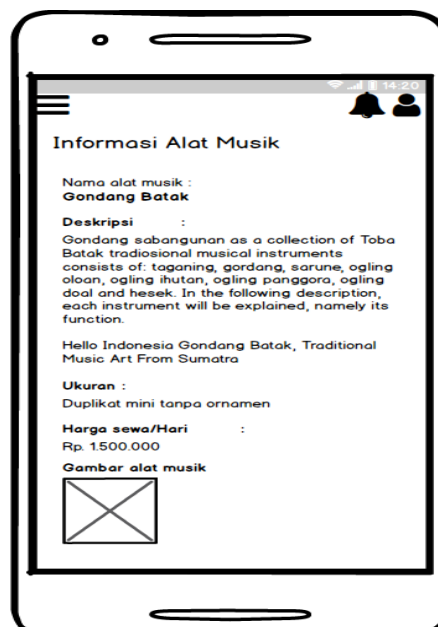 14:20
Informasi Alat Musik
Nama alat musik :
Gondang Batak
Deskripsi :
Gondang sabangunan as a collection of Toba
Batak tradiosional musical instruments
consists of: taganing, gordang, sarune, ogling
oloan, ogling ihutan, ogling panggora, ogling
doal and hesek. In the following description,
each instrument will be explained, namely its
function.
Hello Indonesia Gondang Batak, Traditional
Music Art From Sumatra
Ukuran :
Duplikat mini tanpa ornamen
Harga sewa/Hari :
Rp. 1.500.000
Gambar alat musik